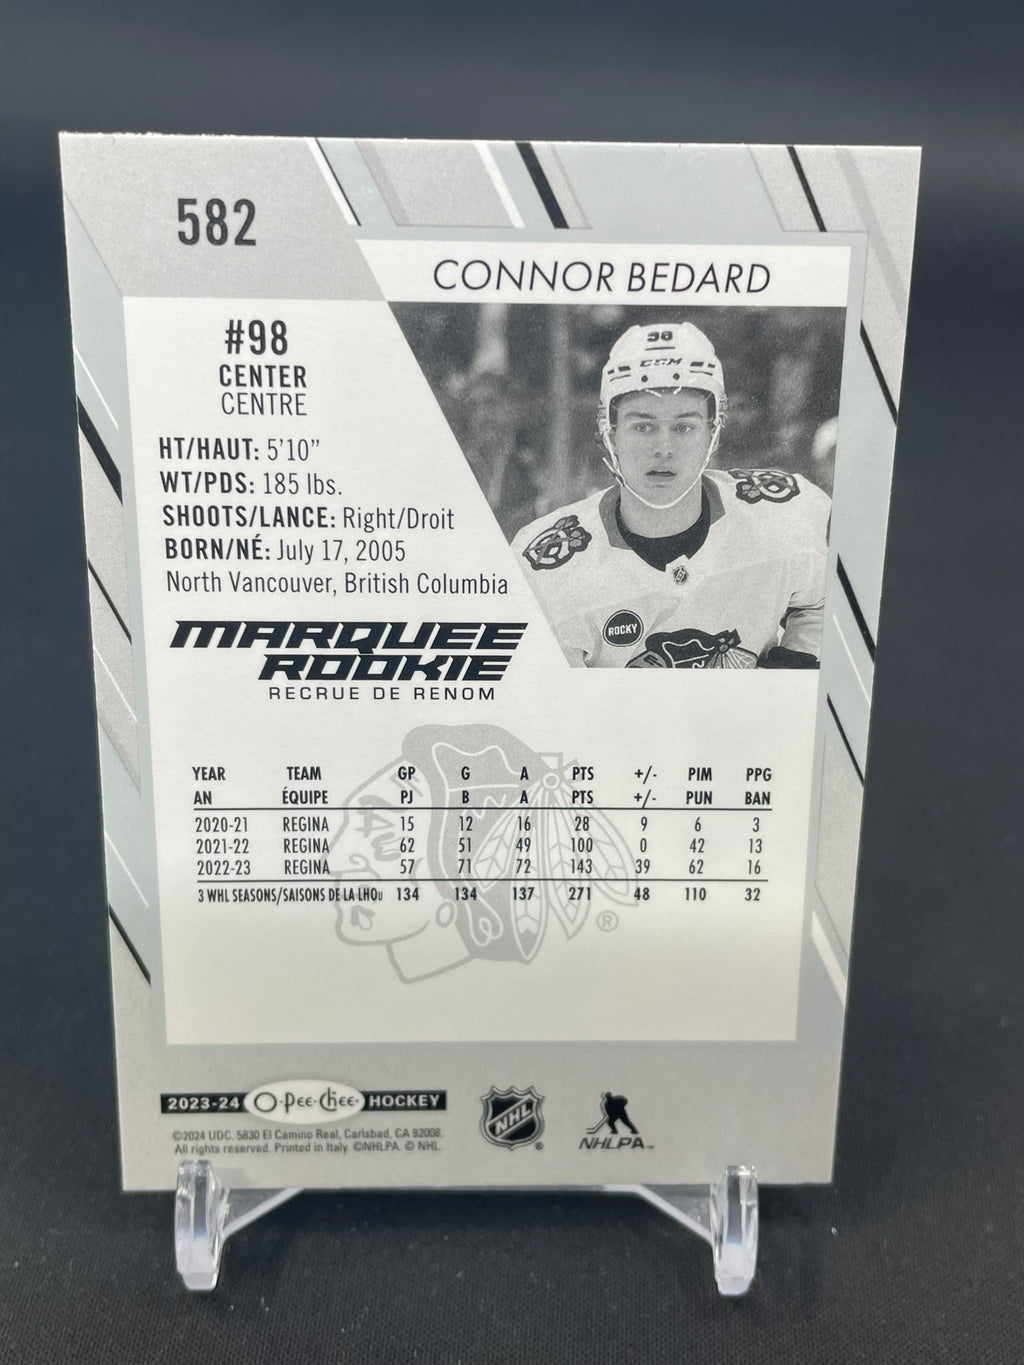 582
CONNOR BEDARD
#98
CENTER
CENTRE
HT/HAUT: 5'10"
WT/PDS: 185 lbs.
SHOOTS/LANCE: Right/Droit
BORN/NÉ: July 17, 2005
North Vancouver, British Columbia
98
CCM
ROCKY
MARQUEE
ROOKIE
RECRUE DE RENOM
YEAR TEAM GP G A PTS +/- PIM PPG
AN ÉQUIPE PJ B A PTS +/- PUN BAN
2020-21 REGINA 15 12 16 28 9 6 3
2021-22 REGINA 62 51 49 100 0 42 13
2022-23 REGINA 57 71 72 143 39 62 16
3 WHL SEASONS/SAISONS DE LA LHOu 134 134 137 271 48 110 32
®
2023-24 O-Pee-Chee HOCKEY
©2024 UDC. 5830 El Camino Real, Carlsbad, CA 92008.
All rights reserved. Printed in Italy. ©NHLPA. © NHL.
NHL
NHLPA